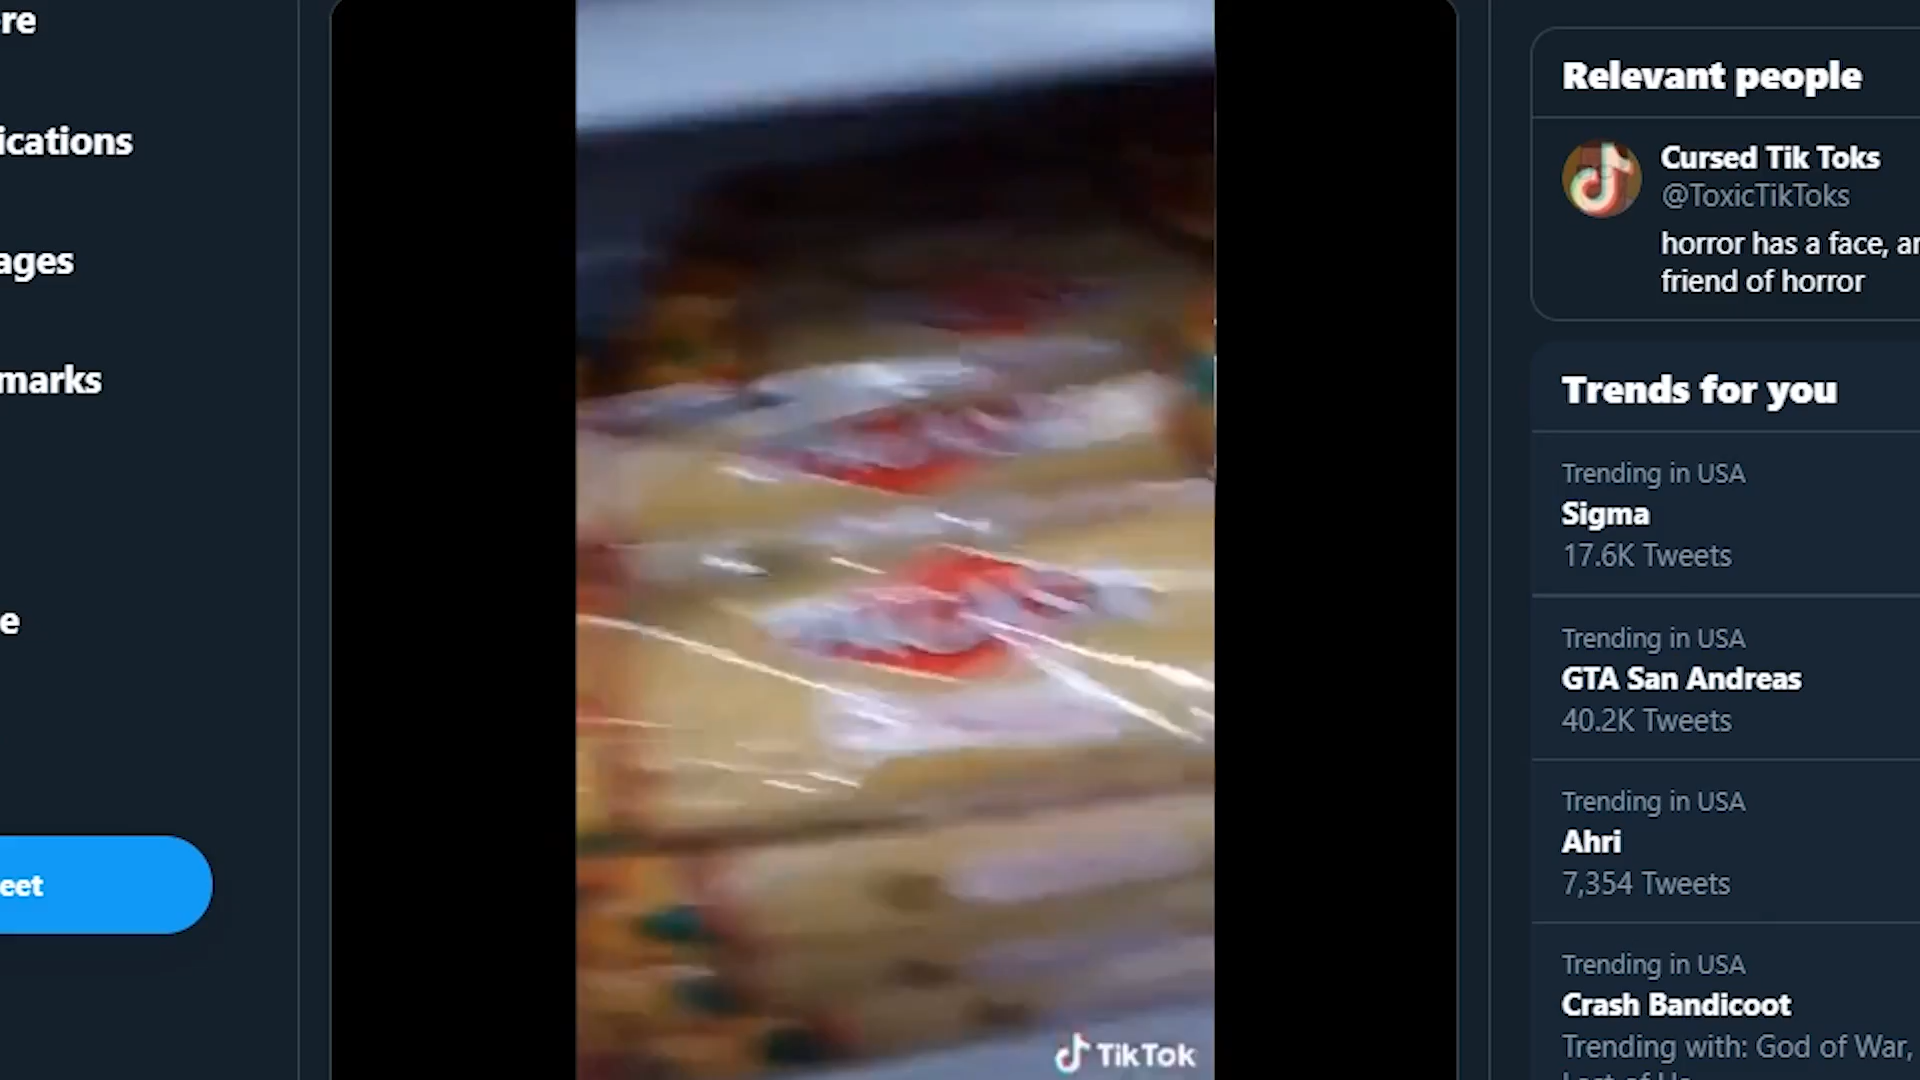 re
ications
ages
marks
e
eet
TikTok
Relevant people
Cursed Tik Toks
@ToxicTikToks
horror has a face, ar
friend of horror
Trends for you
Trending in USA
Sigma
17.6K Tweets
Trending in USA
GTA San Andreas
40.2K Tweets
Trending in USA
Ahri
7,354 Tweets
Trending in USA
Crash Bandicoot
Trending with: God of War,